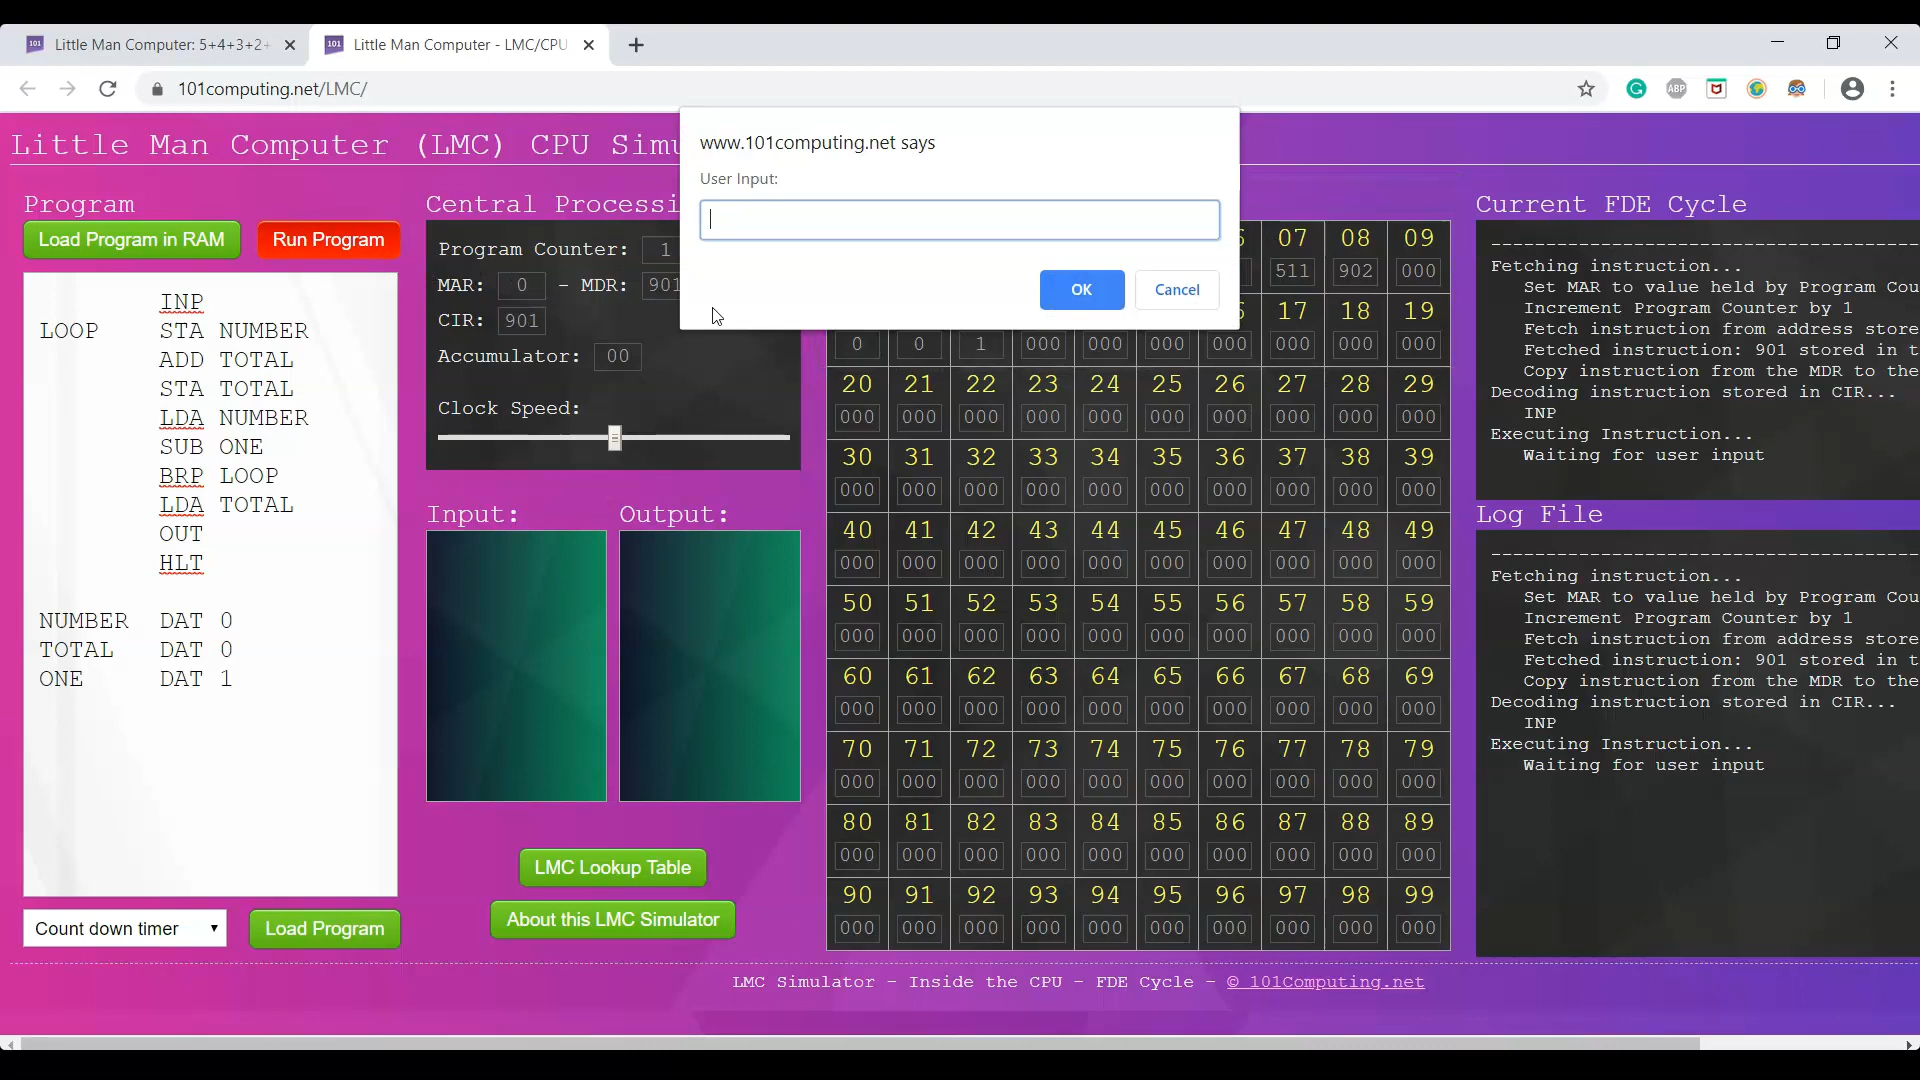 Little Man Computer: 5+4+3+2+
Little Man Computer - LMC/CPU
101computing.net/LMC/
Little Man Computer (LMC) CPU Simu
www.101computing.net says
User Input:
OK
Cancel
Program
Load Program in RAM
Run Program
INP
LOOP STA NUMBER
ADD TOTAL
STA TOTAL
LDA NUMBER
SUB ONE
BRP LOOP
LDA TOTAL
OUT
HLT
NUMBER DAT 0
TOTAL DAT 0
ONE DAT 1
Count down timer
Load Program
Central Processi
Program Counter: 1
MAR: 0 - MDR: 901
CIR: 901
Accumulator: 00
Clock Speed:
Input:
Output:
LMC Lookup Table
About this LMC Simulator
07 08 09
511 902 000
17 18 19
0 0 1 000 000 000 000 000 000 000
20 21 22 23 24 25 26 27 28 29
000 000 000 000 000 000 000 000 000 000
30 31 32 33 34 35 36 37 38 39
000 000 000 000 000 000 000 000 000 000
40 41 42 43 44 45 46 47 48 49
000 000 000 000 000 000 000 000 000 000
50 51 52 53 54 55 56 57 58 59
000 000 000 000 000 000 000 000 000 000
60 61 62 63 64 65 66 67 68 69
000 000 000 000 000 000 000 000 000 000
70 71 72 73 74 75 76 77 78 79
000 000 000 000 000 000 000 000 000 000
80 81 82 83 84 85 86 87 88 89
000 000 000 000 000 000 000 000 000 000
90 91 92 93 94 95 96 97 98 99
000 000 000 000 000 000 000 000 000 000
Current FDE Cycle
Fetching instruction...
Set MAR to value held by Program Cou
Increment Program Counter by 1
Fetch instruction from address store
Fetched instruction: 901 stored in t
Copy instruction from the MDR to the
Decoding instruction stored in CIR...
INP
Executing Instruction...
Waiting for user input
Log File
Fetching instruction...
Set MAR to value held by Program Cou
Increment Program Counter by 1
Fetch instruction from address store
Fetched instruction: 901 stored in t
Copy instruction from the MDR to the
Decoding instruction stored in CIR...
INP
Executing Instruction...
Waiting for user input
LMC Simulator - Inside the CPU - FDE Cycle - © 101Computing.net